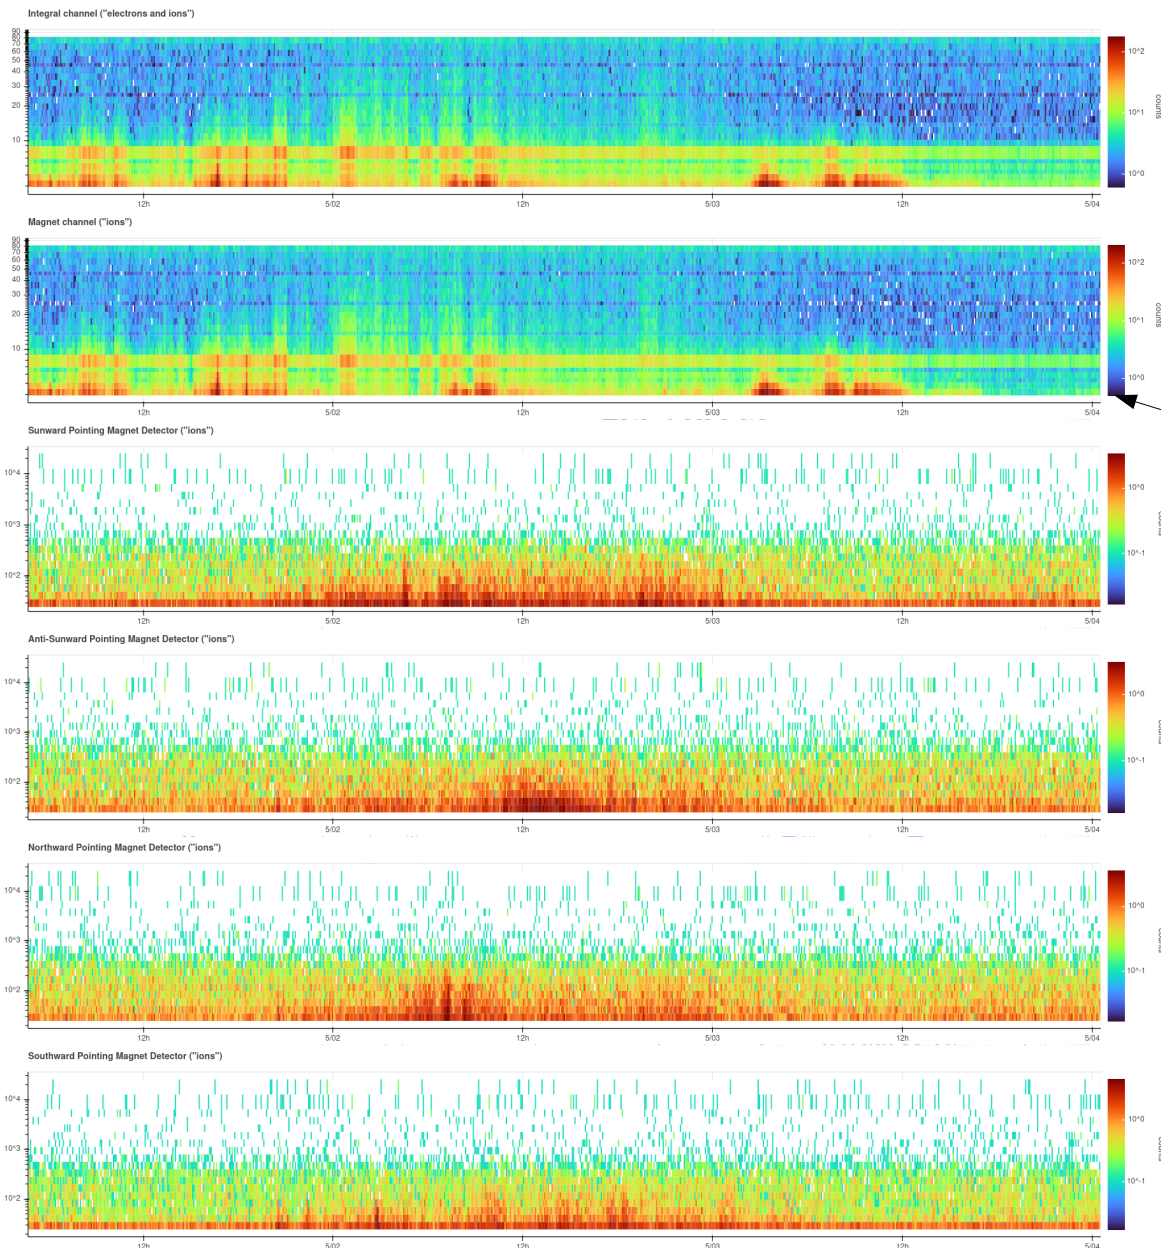 Integral channel ("electrons and ions")
90
80
70
60
50
40
30
20
10
10^2
10^1
10^0
counts
12h
5/02
12h
5/03
12h
5/04
Magnet channel ("ions")
90
80
70
60
50
40
30
20
10
10^2
10^1
10^0
counts
12h
5/02
12h
5/03
12h
5/04
Sunward Pointing Magnet Detector ("ions")
10^4
10^3
10^2
10^0
10^-1
12h
5/02
12h
5/03
12h
5/04
Anti-Sunward Pointing Magnet Detector ("ions")
10^4
10^3
10^2
10^0
10^-1
12h
5/02
12h
5/03
12h
5/04
Northward Pointing Magnet Detector ("ions")
10^4
10^3
10^2
10^0
10^-1
12h
5/02
12h
5/03
12h
5/04
Southward Pointing Magnet Detector ("ions")
10^4
10^3
10^2
10^0
10^-1
12h
5/02
12h
5/03
12h
5/04